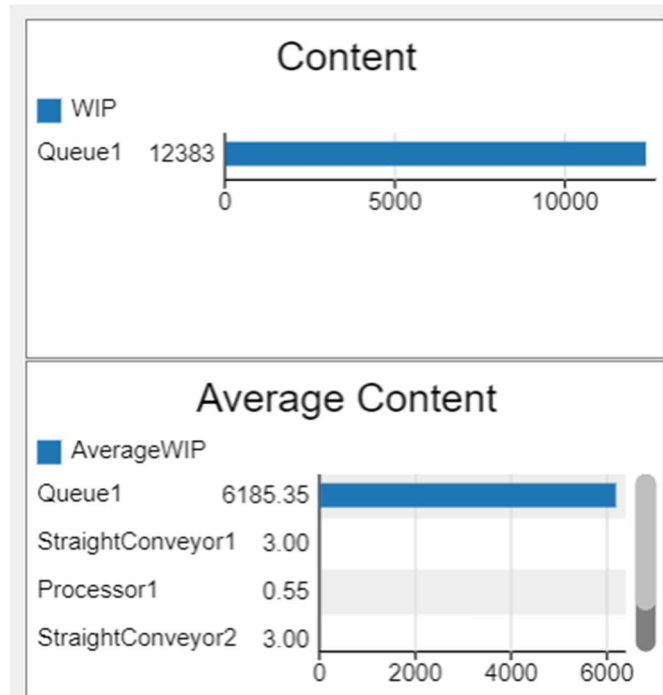 Content
WIP
Queue1 12383
0 5000 10000
Average Content
AverageWIP
Queue1 6185.35
StraightConveyor1 3.00
Processor1 0.55
StraightConveyor2 3.00
0 2000 4000 6000